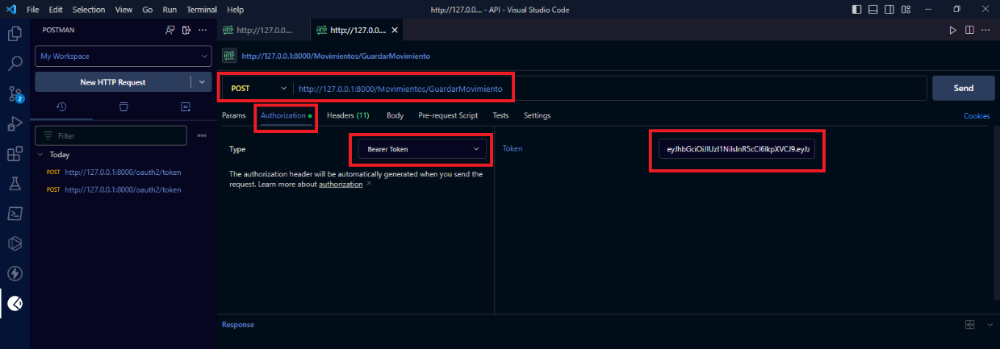 File Edit Selection View Go Run Terminal Help
http://127.0.0.... - API - Visual Studio Code
POSTMAN
http://127.0.0....
http://127.0.0....
My Workspace
HTTP http://127.0.0.1:8000/Movimientos/GuardarMovimiento
New HTTP Request
POST http://127.0.0.1:8000/Movimientos/GuardarMovimiento Send
2
Params Authorization Headers (11) Body Pre-request Script Tests Settings Cookies
Filter
Today
POST http://127.0.0.1:8000/oauth2/token
POST http://127.0.0.1:8000/oauth2/token
Type Bearer Token
The authorization header will be automatically generated when you send the
request. Learn more about authorization
Token eyJhbGciOiJIUzI1NiIsInR5cCI6IkpXVCJ9.eyJz
Response